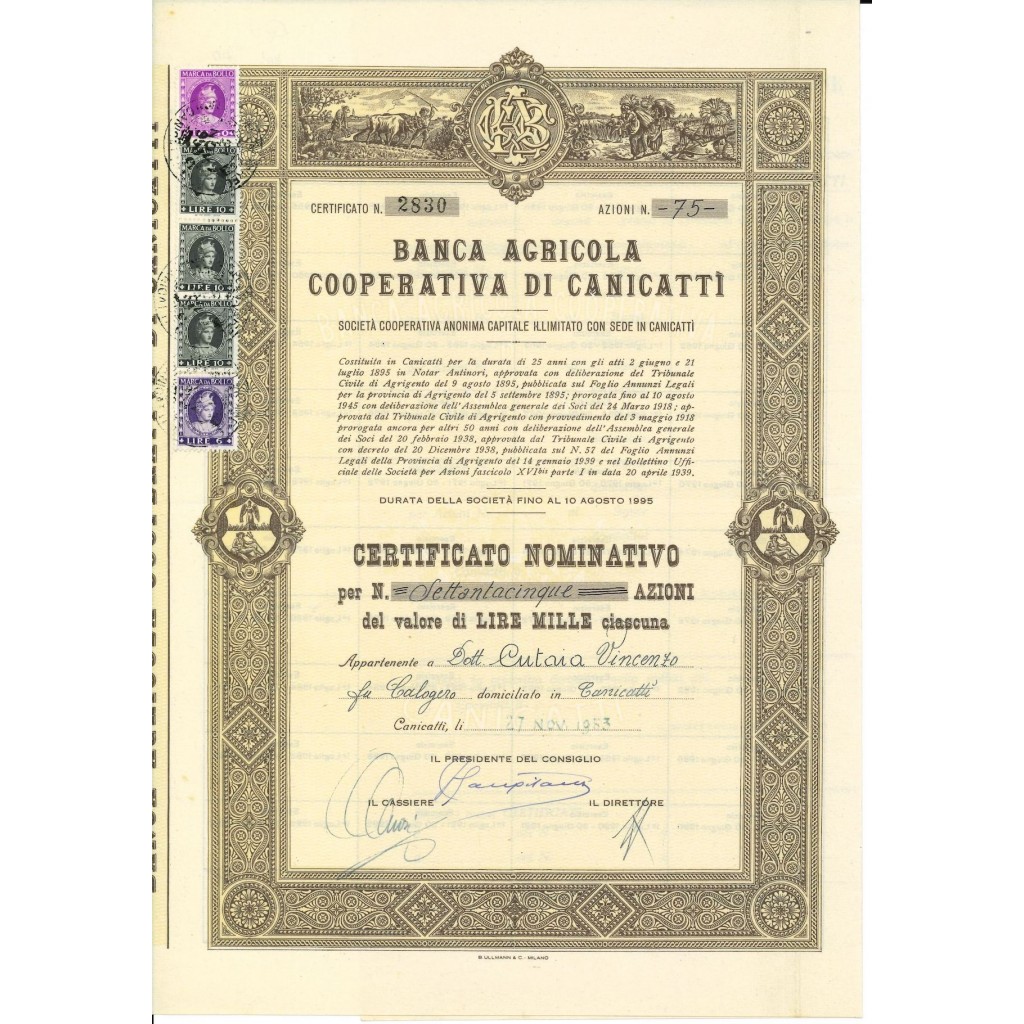 MARCA DA BOLLO
LIRE 10
MARCA DA BOLLO
LIRE 10
LIRE 10
MARCA DA BOLLO
LIRE 6
CERTIFICATO N. 2830 AZIONI N. -75-
BANCA AGRICOLA
COOPERATIVA DI CANICATTÌ
SOCIETÀ COOPERATIVA ANONIMA CAPITALE ILLIMITATO CON SEDE IN CANICATTÌ
Costituita in Canicattì per la durata di 25 anni con gli atti 2 giugno e 21
luglio 1895 in Notar Antinori, approvata con deliberazione del Tribunale
Civile di Agrigento del 9 agosto 1895, pubblicata sul Foglio Annunzi Legali
per la provincia di Agrigento del 5 settembre 1895; prorogata fino al 10 agosto
1945 con deliberazione dell'Assemblea generale dei Soci del 24 Marzo 1918; ap-
provata dal Tribunale Civile di Agrigento con provvedimento del 3 maggio 1918
prorogata ancora per altri 50 anni con deliberazione dell'Assemblea generale
dei Soci del 20 febbraio 1938, approvata dal Tribunale Civile di Agrigento
con decreto del 20 Dicembre 1938, pubblicata sul N. 57 del Foglio Annunzi
Legali della Provincia di Agrigento del 14 gennaio 1939 e nel Bollettino Uffi-
ciale delle Società per Azioni fascicolo XVI bis parte I in data 20 aprile 1939.
DURATA DELLA SOCIETÀ FINO AL 10 AGOSTO 1995
CERTIFICATO NOMINATIVO
per N. = Settantacinque = AZIONI
del valore di LIRE MILLE ciascuna
Appartenente a Dott. Cutaia Vincenzo
fu Calogero domiciliato in Canicattì
Canicattì, li 27 NOV. 1953
IL PRESIDENTE DEL CONSIGLIO
IL CASSIERE IL DIRETTORE
B. ULLMANN & C. - MILANO